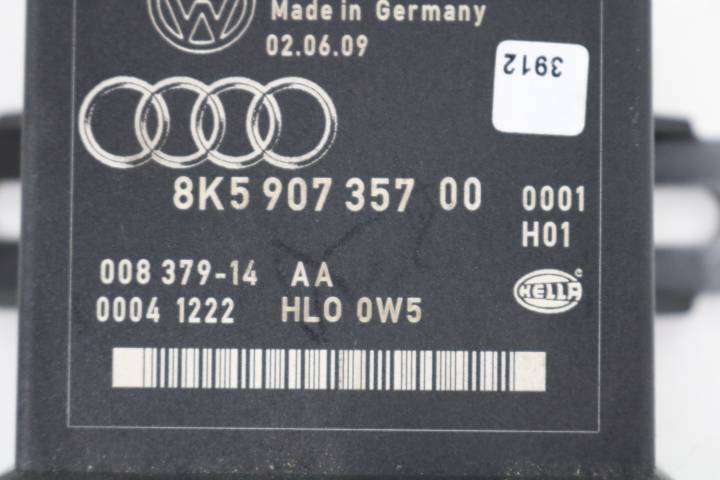 Made in Germany
02.06.09
3912
8K5 907 357 00 0001
H01
008 379-14 AA
0004 1222 HLO 0W5
HELLA